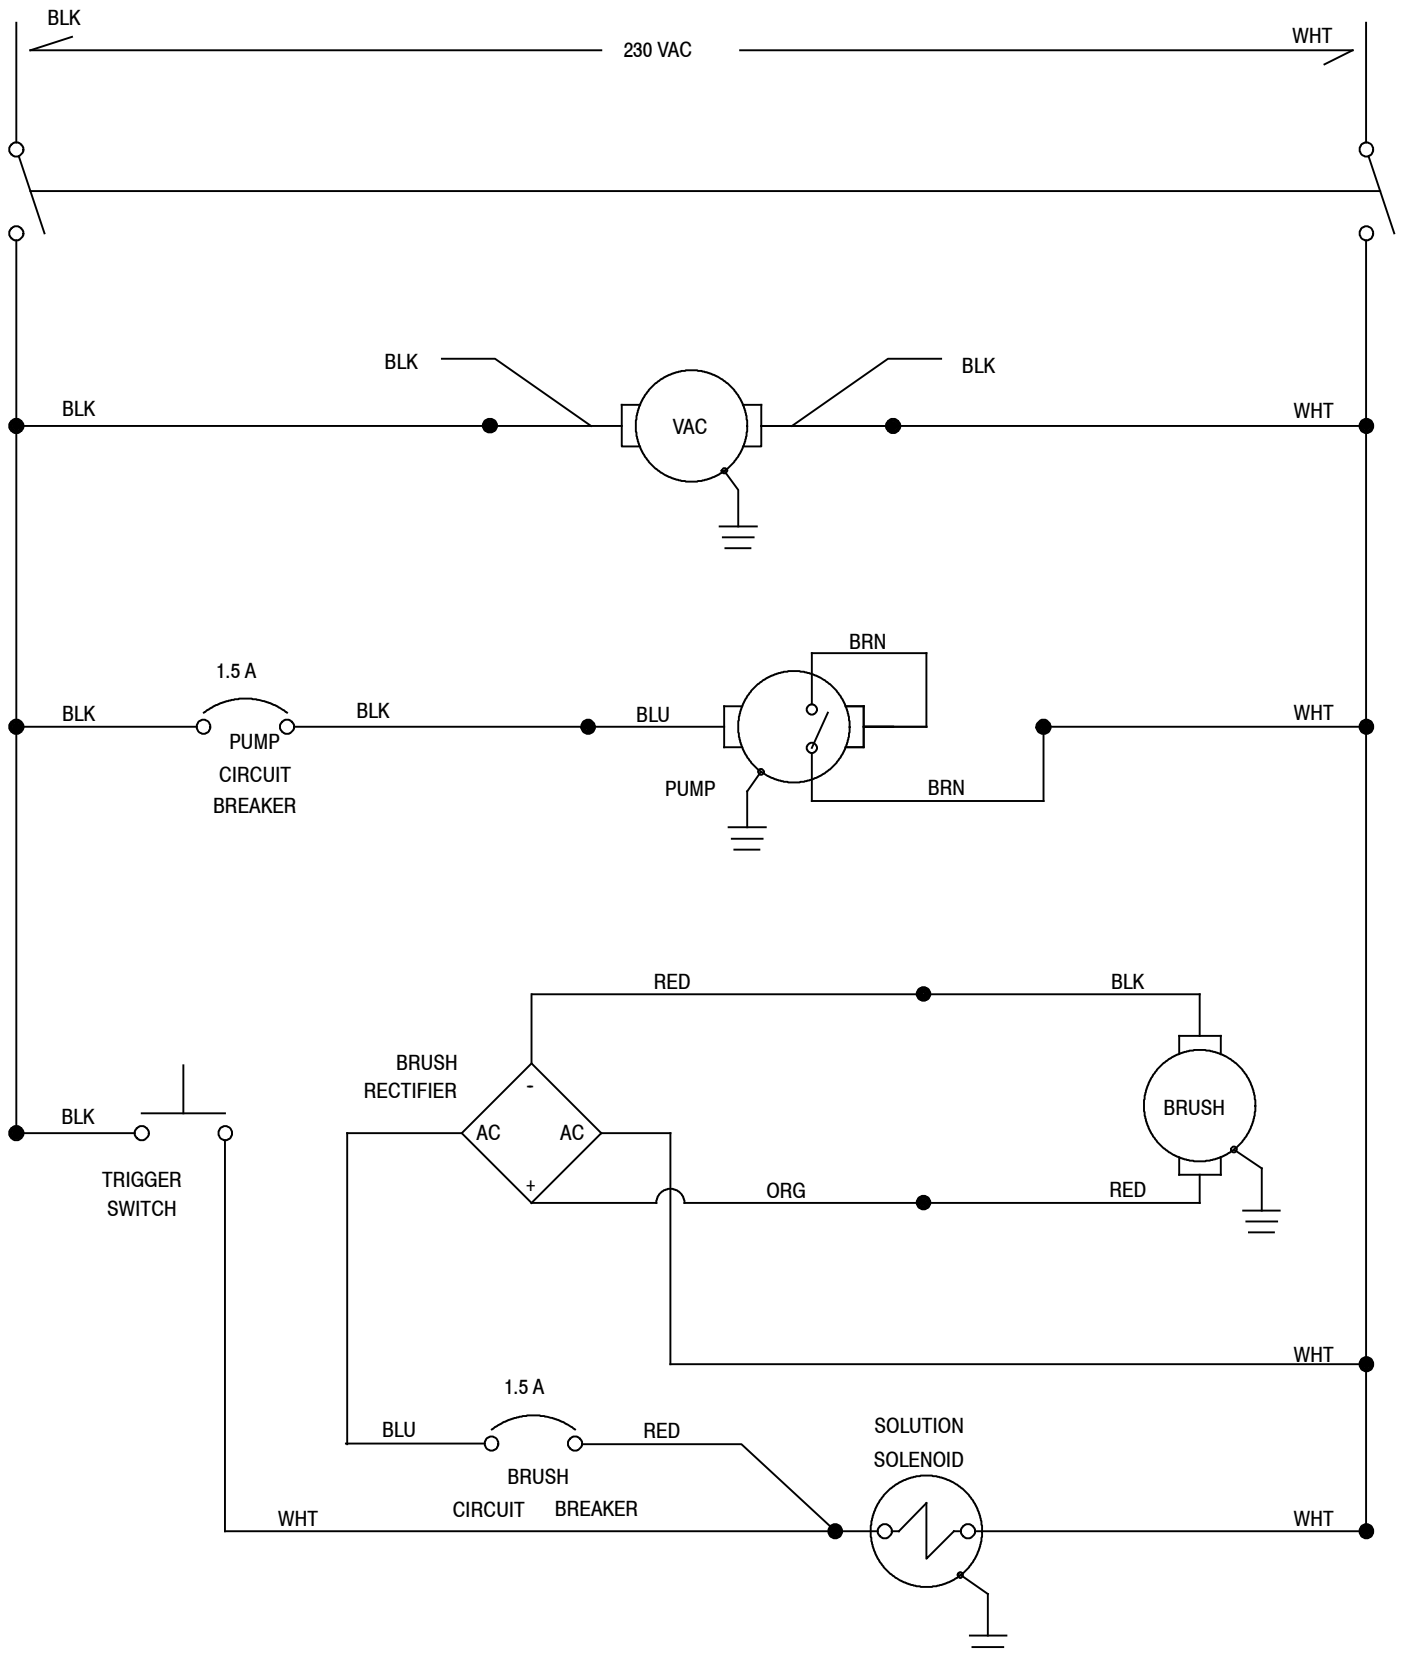 BLK
WHT
230 VAC
BLK
BLK
BLK
WHT
VAC
BRN
1.5 A
BLK
BLK
BLU
WHT
PUMP
CIRCUIT
BREAKER
PUMP
BRN
RED
BLK
BRUSH
RECTIFIER
-
BRUSH
BLK
AC
AC
TRIGGER
SWITCH
+
ORG
RED
WHT
1.5 A
BLU
RED
SOLUTION
SOLENOID
BRUSH
CIRCUIT BREAKER
WHT
WHT